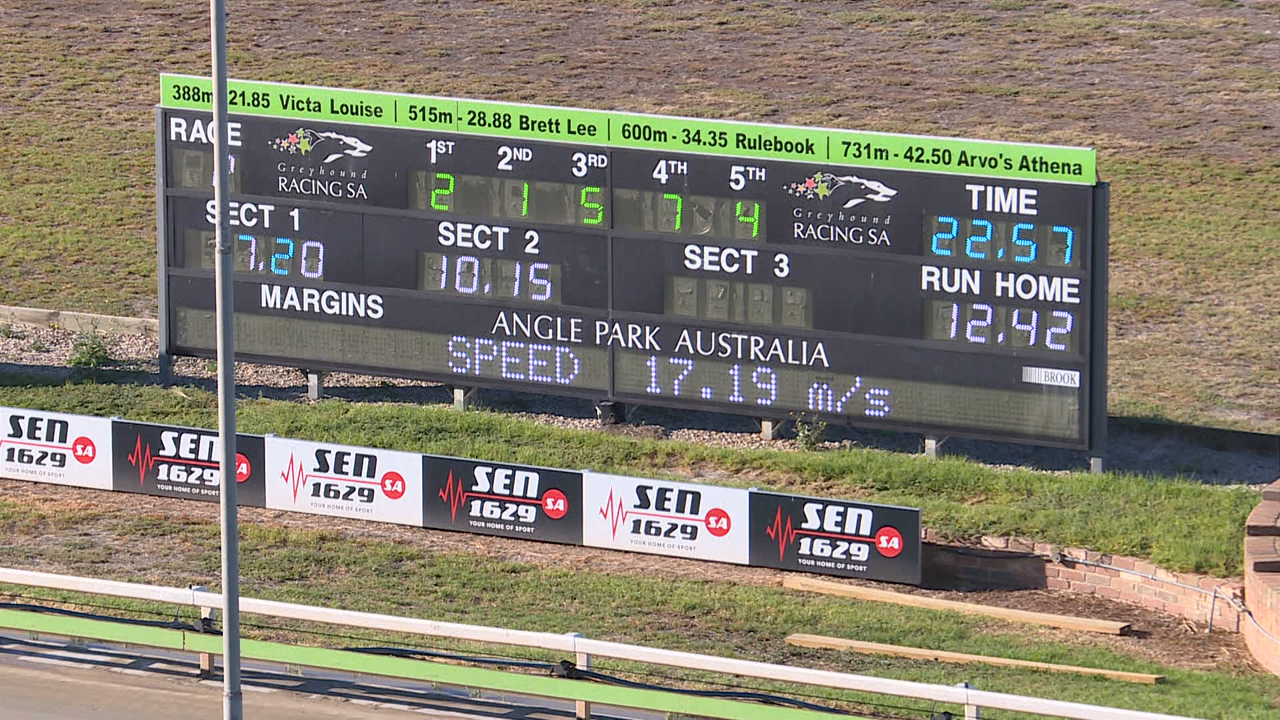 388m 21.85 Victa Louise | 515m - 28.88 Brett Lee | 600m - 34.35 Rulebook | 731m - 42.50 Arvo's Athena
RACE
Greyhound
RACING SA
1ST 2ND 3RD 4TH 5TH
2 1 5 7 4
Greyhound
RACING SA
TIME
22.57
SECT 1
7.20
SECT 2
10.15
SECT 3
RUN HOME
12.42
MARGINS
ANGLE PARK AUSTRALIA
SPEED 17.19 m/s
BROOK
SEN
1629 SA
YOUR HOME OF SPORT
SEN
1629 SA
YOUR HOME OF SPORT
SEN
1629 SA
YOUR HOME OF SPORT
SEN
1629 SA
YOUR HOME OF SPORT
SEN
1629 SA
YOUR HOME OF SPORT
SEN
1629 SA
YOUR HOME OF SPORT